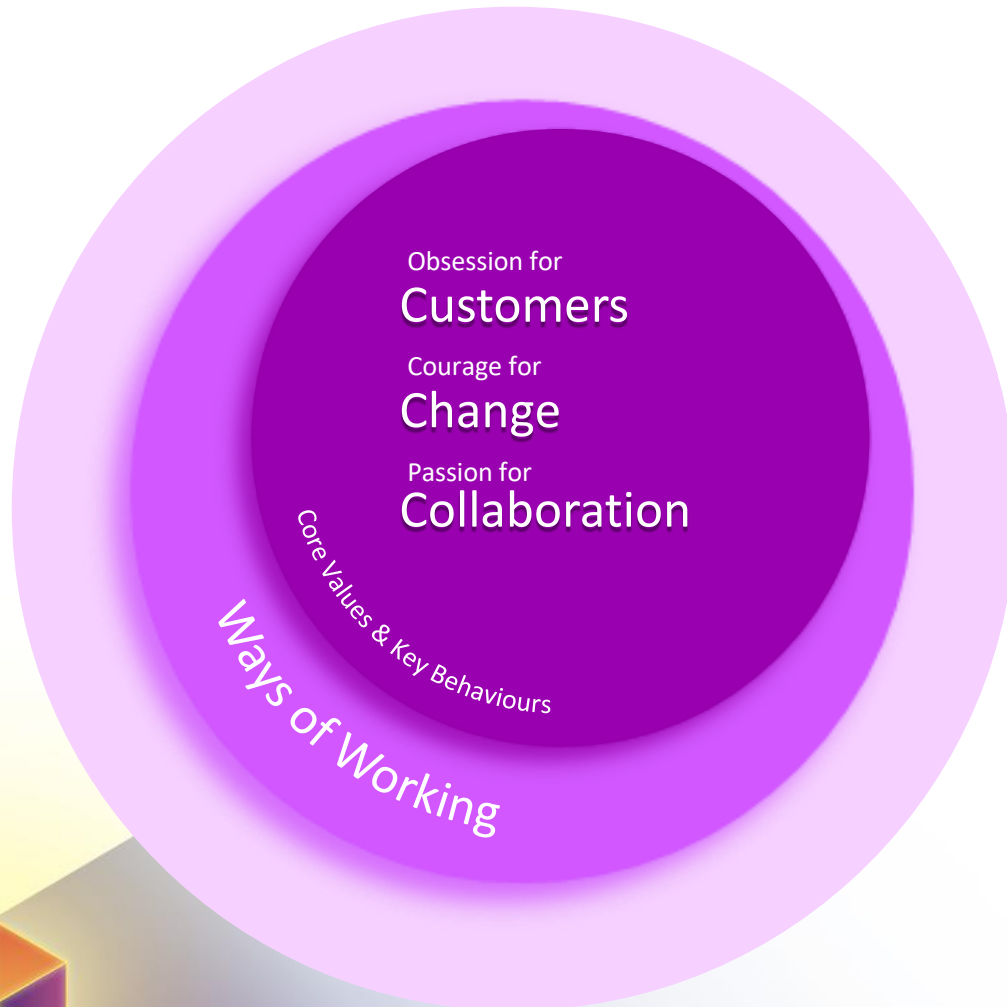 Obsession for
Customers
Courage for
Change
Passion for
Collaboration
Core Values & Key Behaviours
Ways of Working